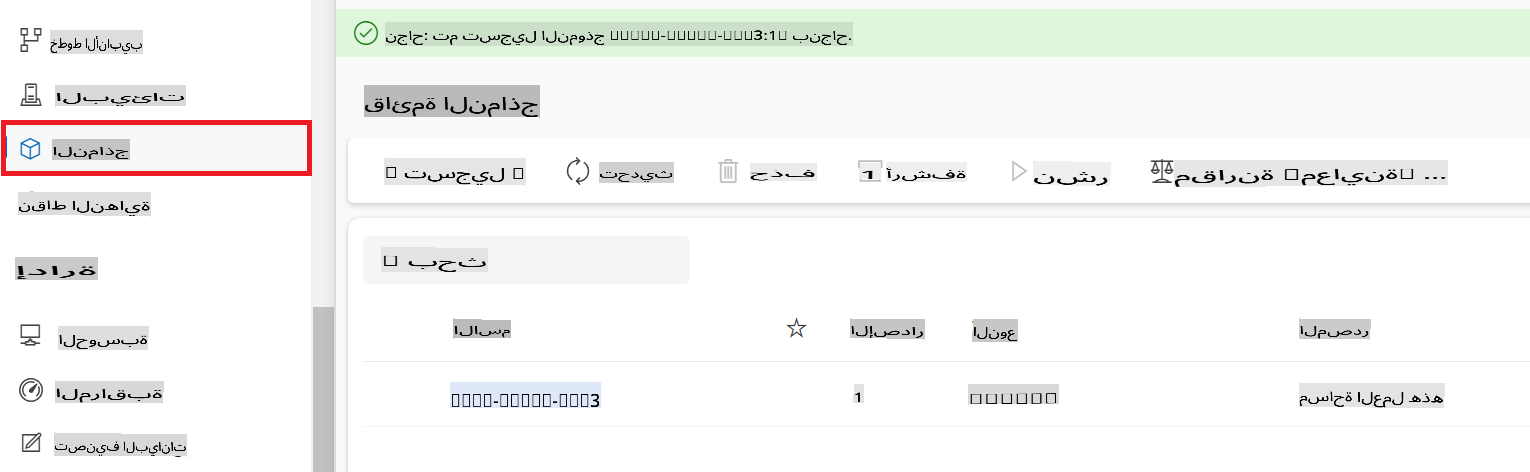 خطوط الأنابيب
البيئات
النماذج
نقاط النهاية
إدارة
الحوسبة
المراقبة
تصنيف البيانات
نجاح: تم تسجيل النموذج 3:1 بنجاح.
قائمة النماذج
تسجيل
تحديث
حذف
1 أرشفة
نشر
مقارنة معاينة ...
بحث
الاسم
الإصدار
النوع
المصدر
3
1
مساحة العمل هذه